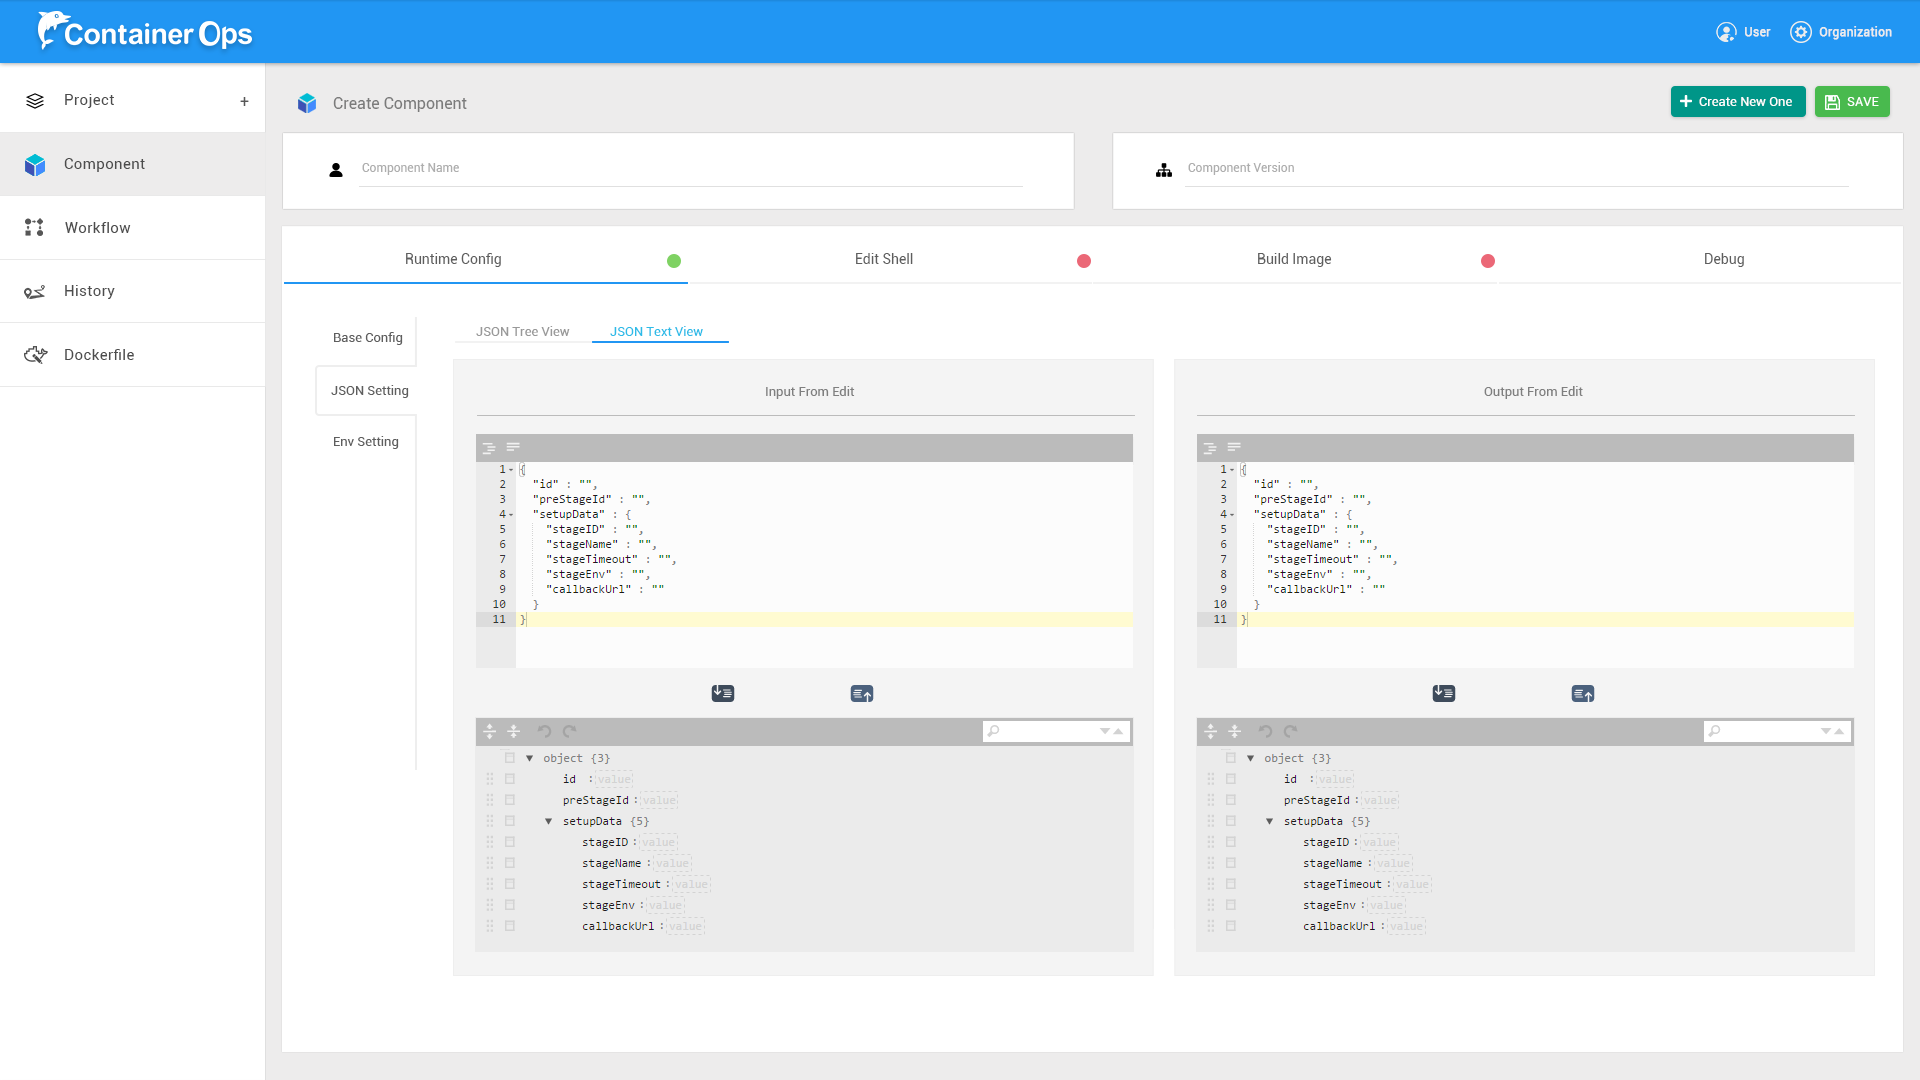 Container Ops
User
Organization
Project +
Component
Workflow
History
Dockerfile
Create Component
Create New One
SAVE
Component Name
Component Version
Runtime Config
Edit Shell
Build Image
Debug
Base Config
JSON Setting
Env Setting
JSON Tree View
JSON Text View
Input From Edit
1 {
2 "id" : "",
3 "preStageId" : "",
4 "setupData" : {
5 "stageID" : "",
6 "stageName" : "",
7 "stageTimeout" : "",
8 "stageEnv" : "",
9 "callbackUrl" : ""
10 }
11 }
object {3}
id : value
preStageId : value
setupData {5}
stageID : value
stageName : value
stageTimeout : value
stageEnv : value
callbackUrl : value
Output From Edit
1 {
2 "id" : "",
3 "preStageId" : "",
4 "setupData" : {
5 "stageID" : "",
6 "stageName" : "",
7 "stageTimeout" : "",
8 "stageEnv" : "",
9 "callbackUrl" : ""
10 }
11 }
object {3}
id : value
preStageId : value
setupData {5}
stageID : value
stageName : value
stageTimeout : value
stageEnv : value
callbackUrl : value